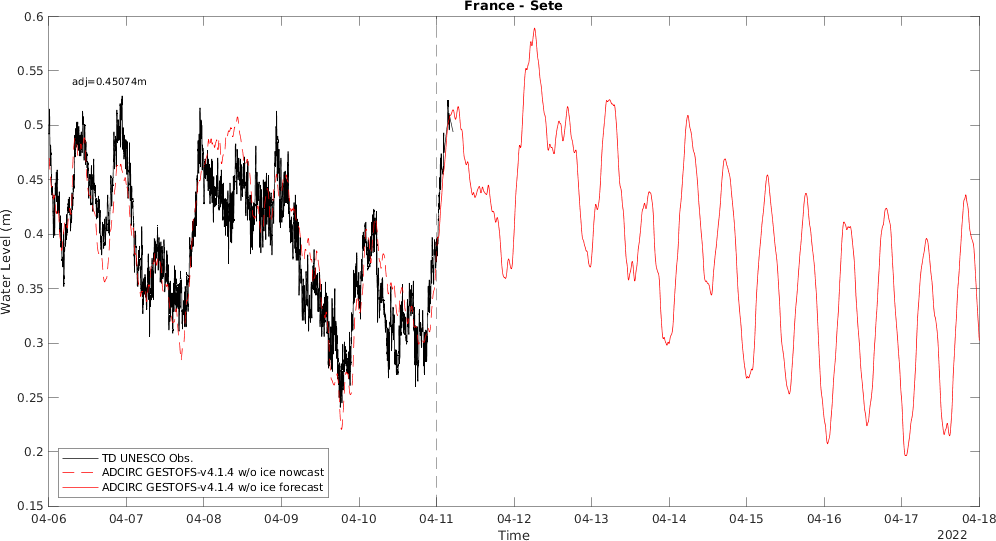 France - Sete
adj=0.45074m
Water Level (m)
0.6
0.55
0.5
0.45
0.4
0.35
0.3
0.25
0.2
0.15
TD UNESCO Obs.
ADCIRC GESTOFS-v4.1.4 w/o ice nowcast
ADCIRC GESTOFS-v4.1.4 w/o ice forecast
04-06 04-07 04-08 04-09 04-10 04-11 04-12 04-13 04-14 04-15 04-16 04-17 04-18
Time
2022